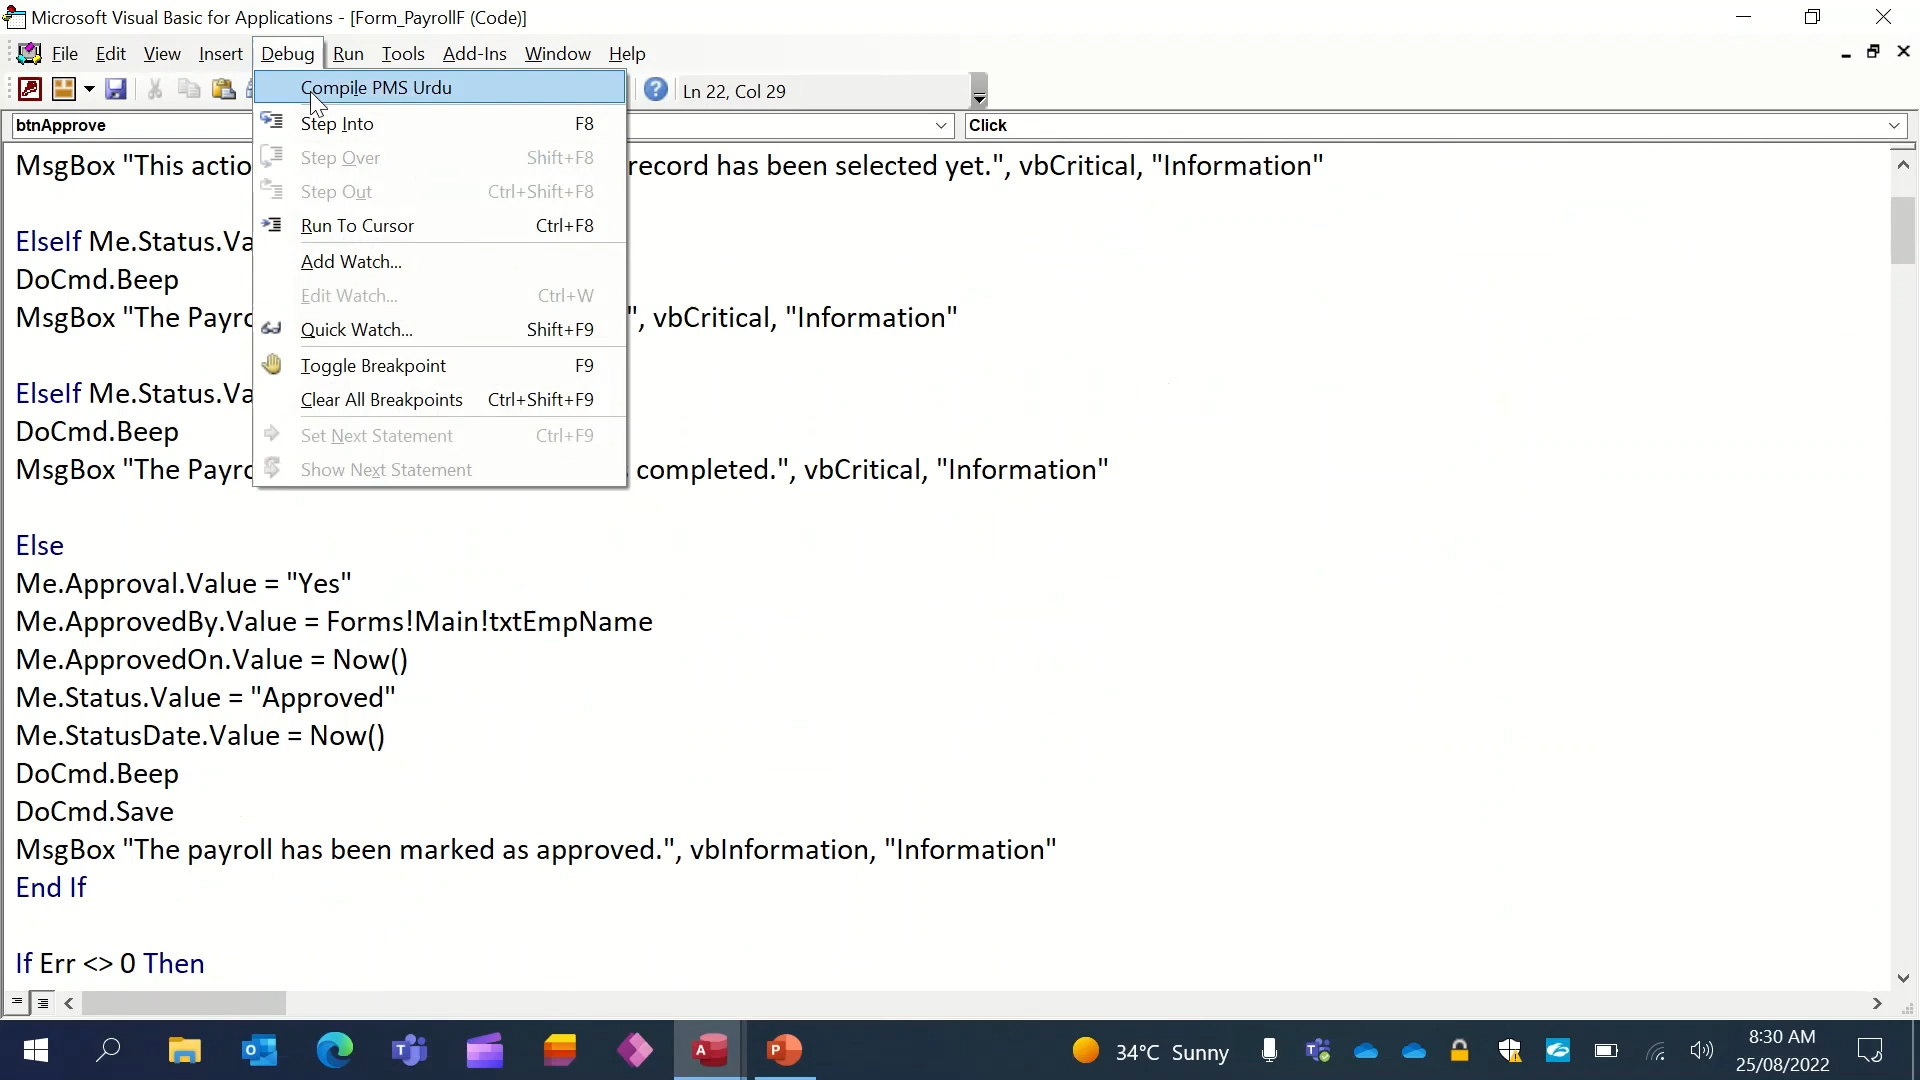 Microsoft Visual Basic for Applications - [Form_PayrollF (Code)]
File Edit View Insert Debug Run Tools Add-Ins Window Help
Ln 22, Col 29
Compile PMS Urdu
Step Into F8
Step Over Shift+F8
Step Out Ctrl+Shift+F8
Run To Cursor Ctrl+F8
Add Watch...
Edit Watch... Ctrl+W
Quick Watch... Shift+F9
Toggle Breakpoint F9
Clear All Breakpoints Ctrl+Shift+F9
Set Next Statement Ctrl+F9
Show Next Statement
btnApprove
Click
MsgBox "This actio record has been selected yet.", vbCritical, "Information"
ElseIf Me.Status.Va
DoCmd.Beep
MsgBox "The Payro ", vbCritical, "Information"
ElseIf Me.Status.Va
DoCmd.Beep
MsgBox "The Payro completed.", vbCritical, "Information"
Else
Me.Approval.Value = "Yes"
Me.ApprovedBy.Value = Forms!Main!txtEmpName
Me.ApprovedOn.Value = Now()
Me.Status.Value = "Approved"
Me.StatusDate.Value = Now()
DoCmd.Beep
DoCmd.Save
MsgBox "The payroll has been marked as approved.", vbInformation, "Information"
End If
If Err <> 0 Then
34°C Sunny
8:30 AM
25/08/2022